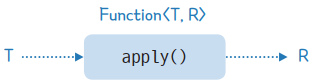 Function<T, R>
T
apply()
R